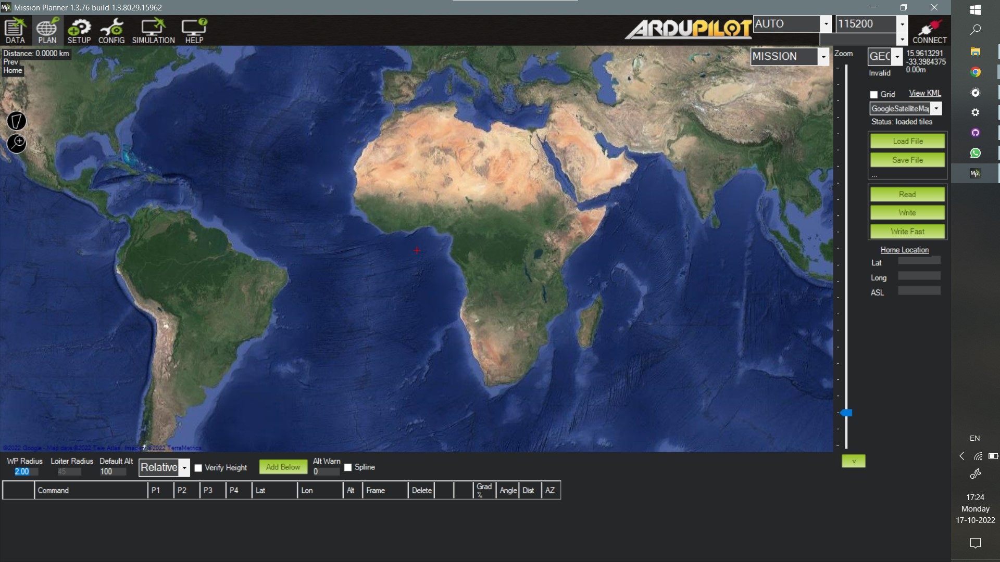 Mission Planner 1.3.76 build 1.3.8029.15962
DATA
PLAN
SETUP
CONFIG
SIMULATION
HELP
ARDUPILOT
AUTO
115200
CONNECT
Distance: 0.0000 km
Prev
Home
MISSION
Zoom
GEO
15.9613291
-33.3984375
0.00m
Invalid
Grid
View KML
GoogleSatelliteMap
Status: loaded tiles
Load File
Save File
...
Read
Write
Write Fast
Home Location
Lat
Long
ASL
©2022 Google - Map data ©2022 Tele Atlas, Imagery ©2022 TerraMetrics
WP Radius
2.00
Loiter Radius
45
Default Alt
100
Relative
Verify Height
Add Below
Alt Warn
0
Spline
v
Command P1 P2 P3 P4 Lat Lon Alt Frame Delete Grad % Angle Dist AZ
Mp
EN
17:24
Monday
17-10-2022